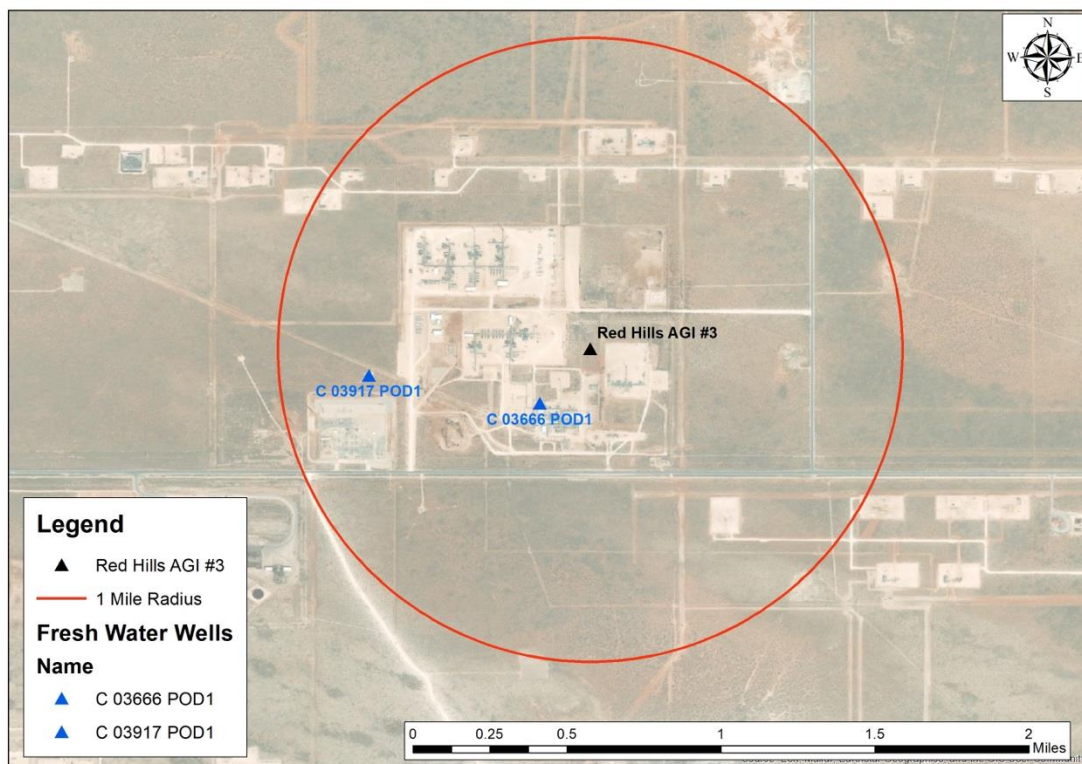 N
W E
S
Red Hills AGI #3
C 03917 POD1
C 03666 POD1
Legend
Red Hills AGI #3
1 Mile Radius
Fresh Water Wells
Name
C 03666 POD1
C 03917 POD1
0 0.25 0.5 1 1.5 2
Miles